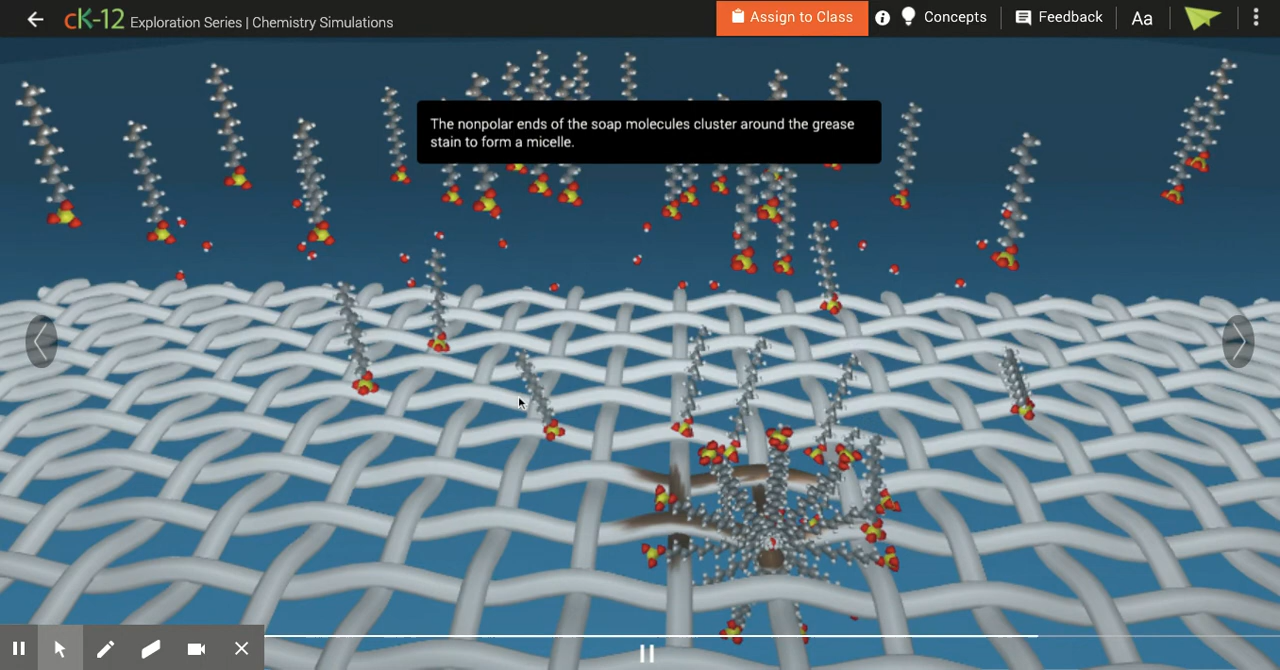 cK-12 Exploration Series | Chemistry Simulations
Assign to Class
Concepts
Feedback
Aa
The nonpolar ends of the soap molecules cluster around the grease
stain to form a micelle.